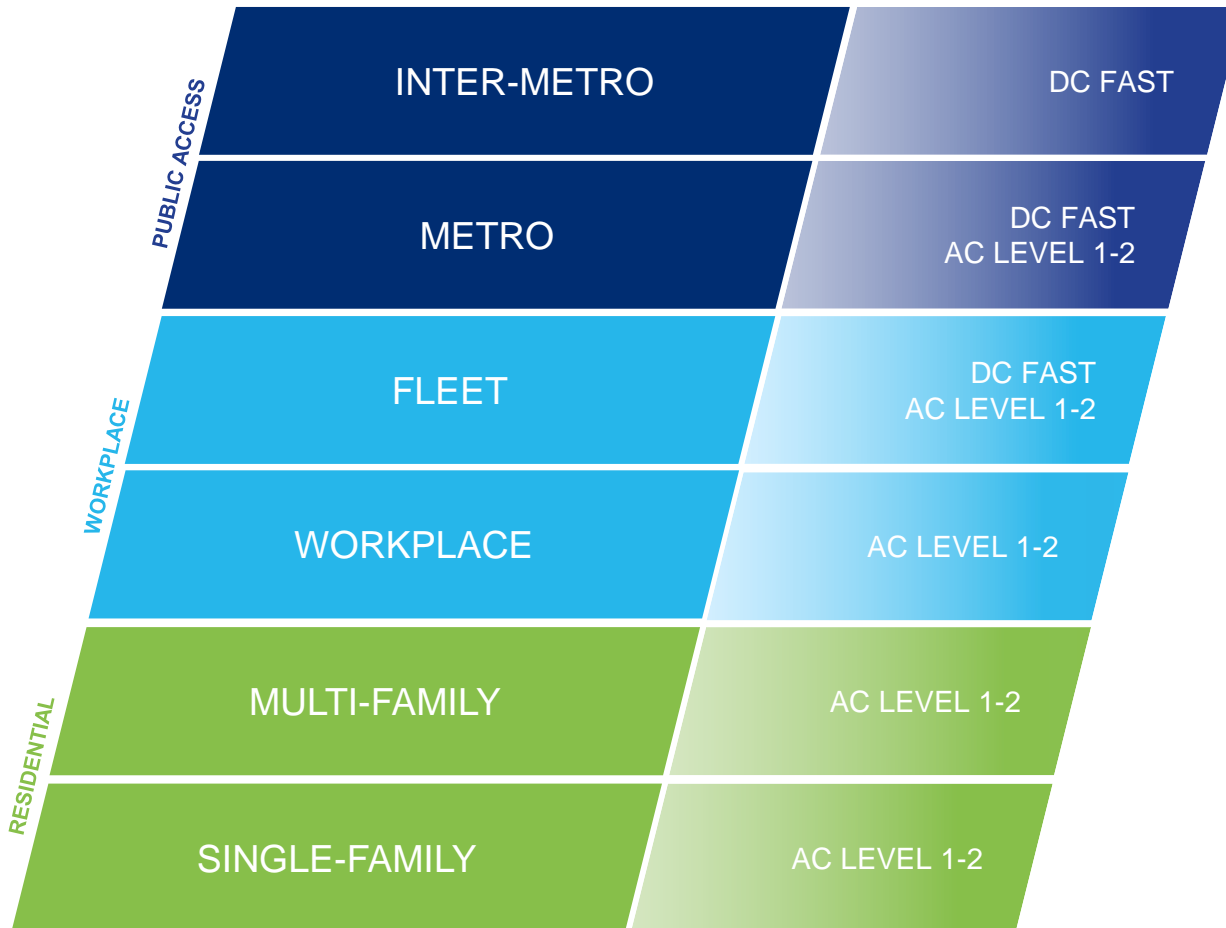 PUBLIC ACCESS
INTER-METRO
DC FAST
METRO
DC FAST
AC LEVEL 1-2
WORKPLACE
FLEET
DC FAST
AC LEVEL 1-2
WORKPLACE
AC LEVEL 1-2
RESIDENTIAL
MULTI-FAMILY
AC LEVEL 1-2
SINGLE-FAMILY
AC LEVEL 1-2